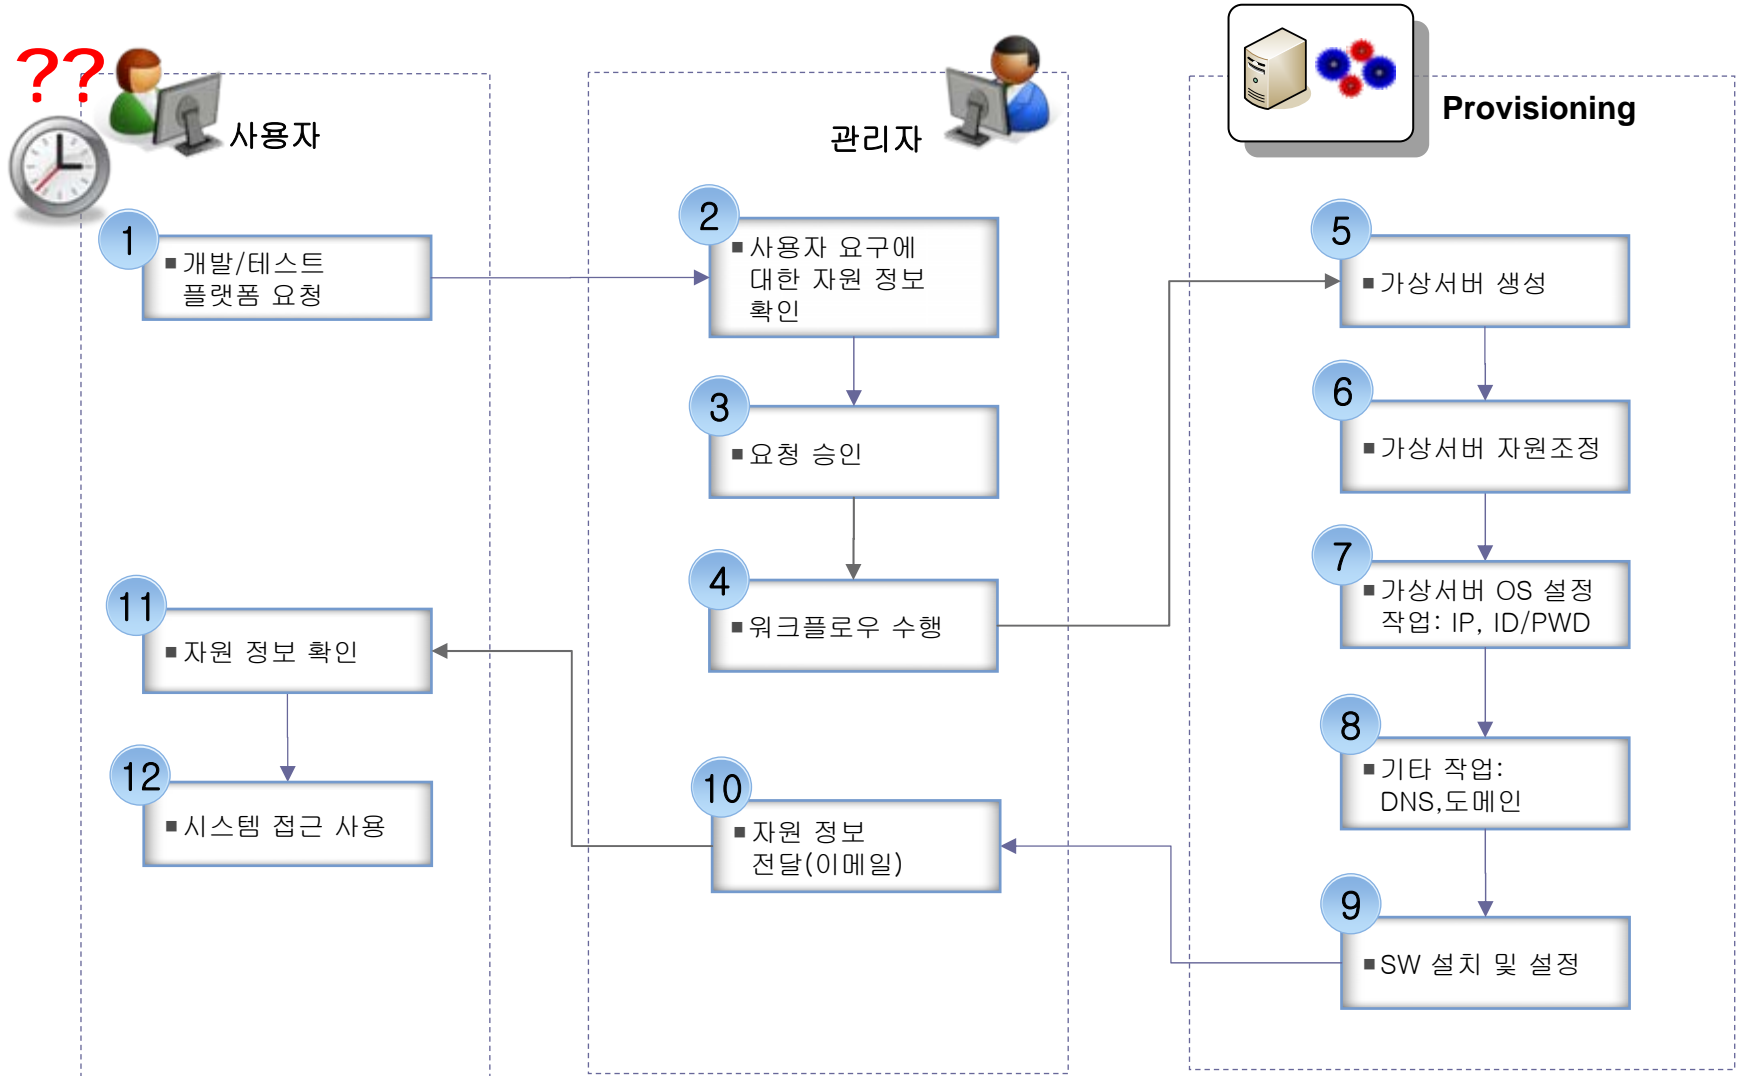 ??
사용자
관리자
Provisioning
1
■ 개발/테스트
플랫폼 요청
2
■ 사용자 요구에
대한 자원 정보
확인
3
■ 요청 승인
4
■ 워크플로우 수행
5
■ 가상서버 생성
6
■ 가상서버 자원조정
7
■ 가상서버 OS 설정
작업: IP, ID/PWD
8
■ 기타 작업:
DNS,도메인
9
■ SW 설치 및 설정
10
■ 자원 정보
전달(이메일)
11
■ 자원 정보 확인
12
■ 시스템 접근 사용